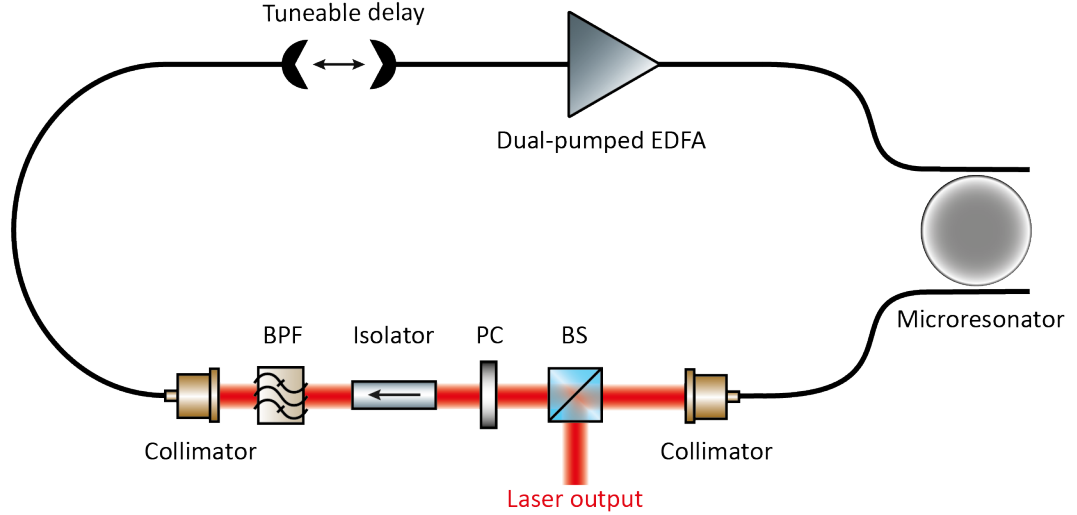 Tuneable delay
Dual-pumped EDFA
Microresonator
BPF
Isolator
PC
BS
Collimator
Collimator
Laser output